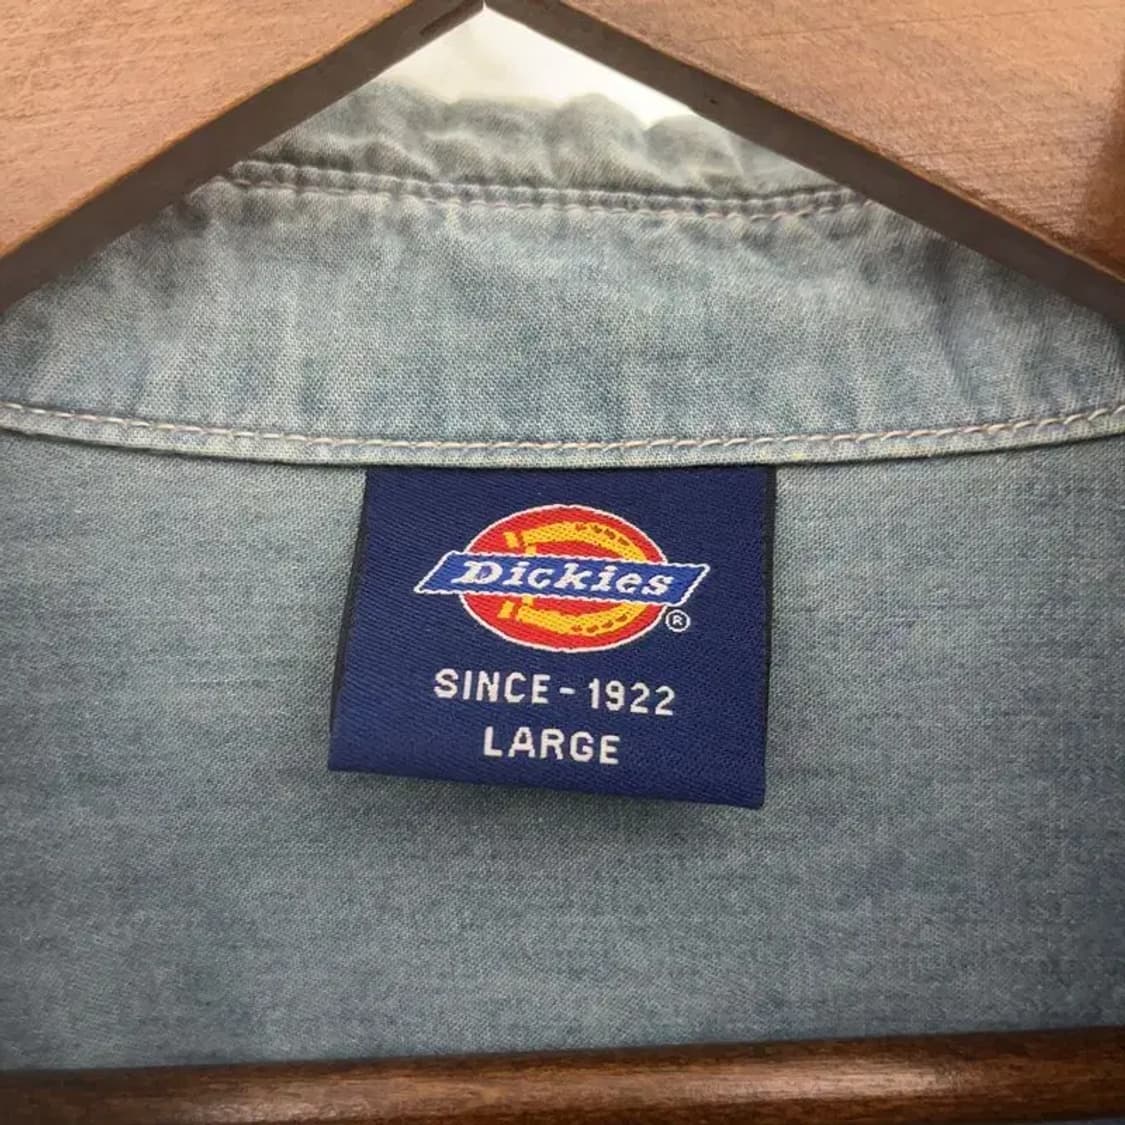 Dickies
®
SINCE - 1922
LARGE